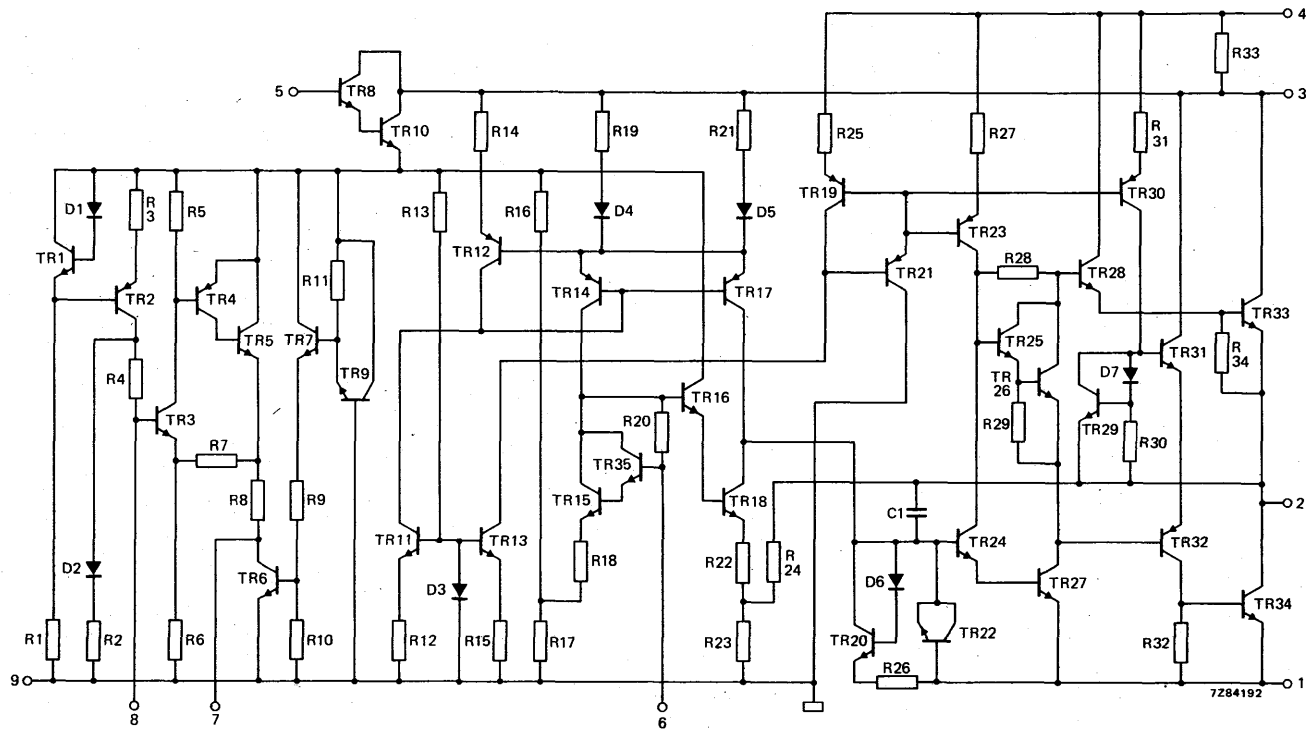 4
R33
5
TR8
3
TR10
R14
R19
R21
R25
R27
R
31
D1
R
3
R5
R13
R16
D4
D5
TR19
TR30
TR1
TR12
TR23
R11
R28
TR2
TR4
TR14
TR17
TR21
TR28
TR33
TR5
TR7
TR25
TR31
R
34
R4
TR9
D7
TR
26
TR3
TR16
R20
TR29
R29
R30
R7
TR35
R8
R9
TR15
TR18
C1
2
TR11
TR13
R18
R22
R
24
TR24
TR32
D2
TR6
D3
D6
TR27
TR34
R1
R2
R6
R10
R12
R15
R17
R23
TR20
TR22
R32
9
R26
1
7Z84192
8
7
6